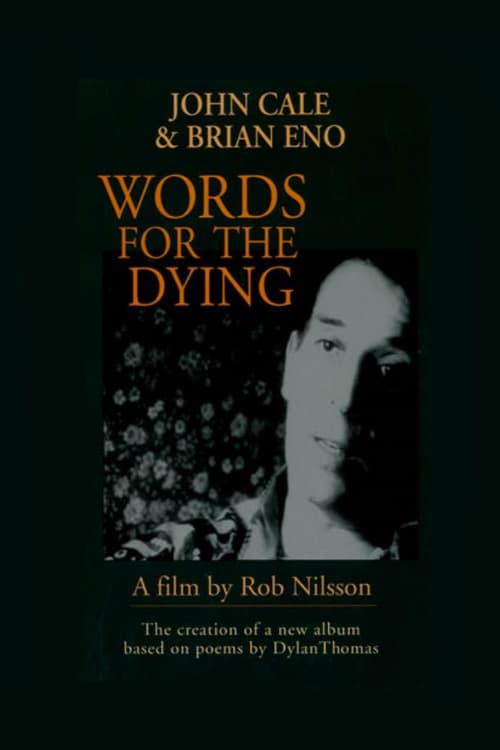 JOHN CALE
& BRIAN ENO
WORDS
FOR THE
DYING
A film by Rob Nilsson
The creation of a new album
based on poems by DylanThomas